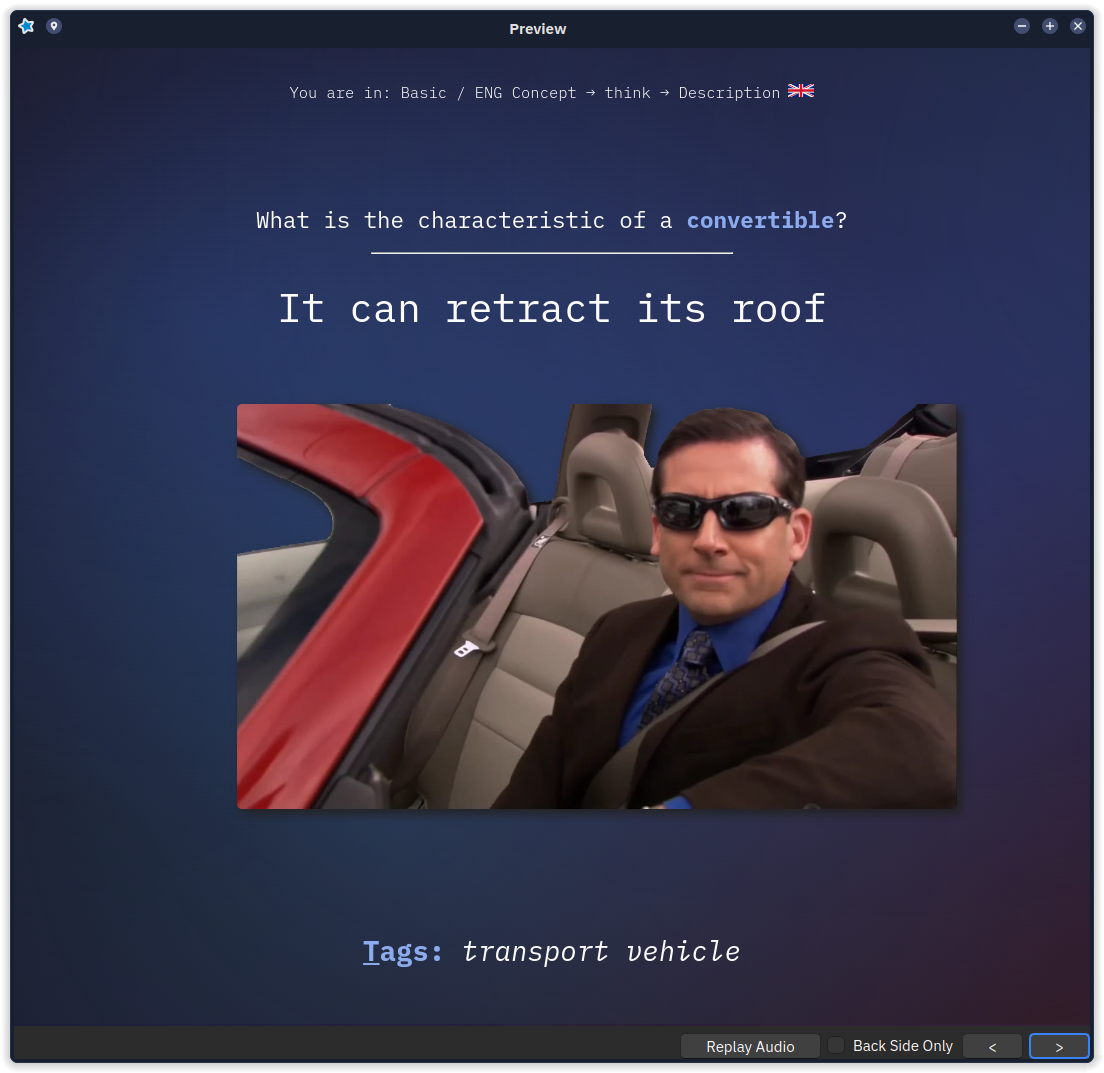 Preview
You are in: Basic / ENG Concept → think → Description
What is the characteristic of a convertible?
It can retract its roof
Tags: transport vehicle
Replay Audio
Back Side Only
<
>